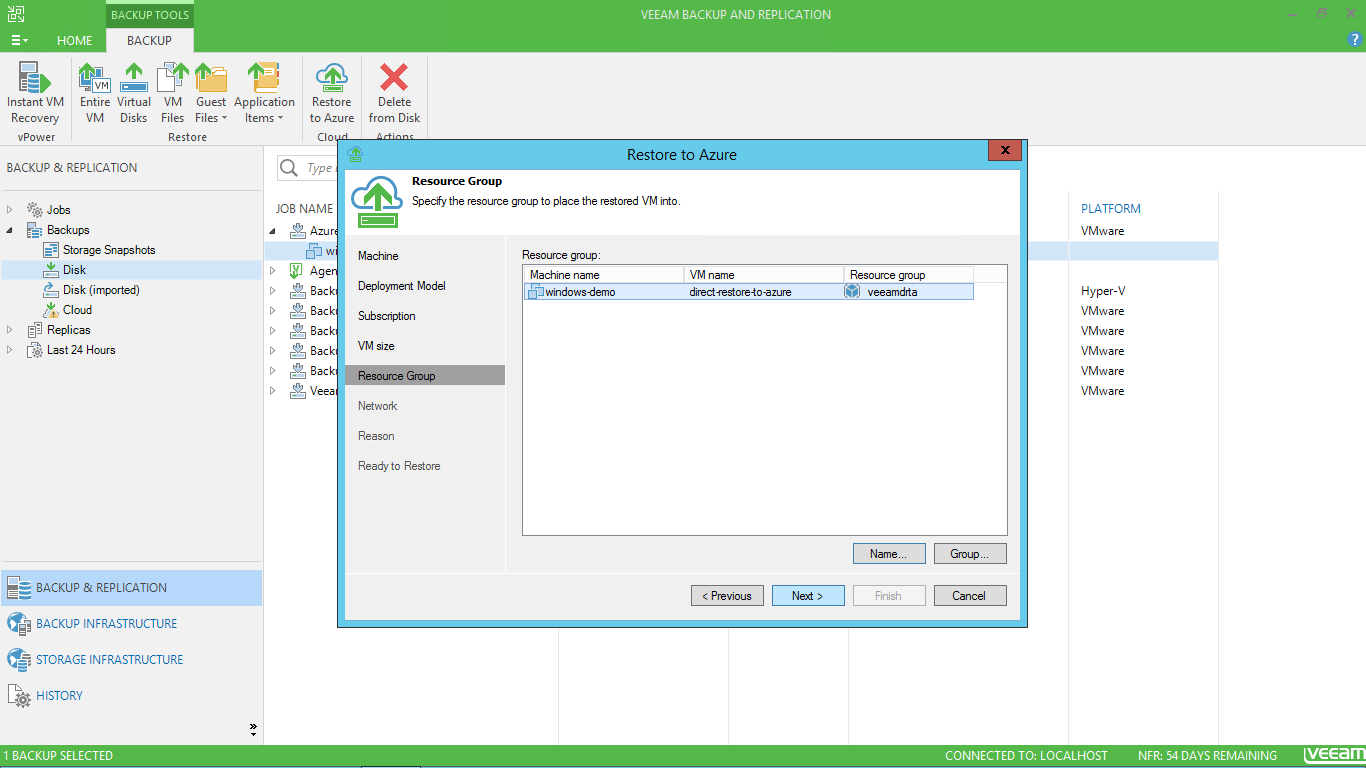 BACKUP TOOLS
VEEAM BACKUP AND REPLICATION
HOME
BACKUP
Instant VM
Recovery
Entire
VM
Virtual
Disks
VM
Files
Guest
Files
Application
Items
Restore
to Azure
Delete
from Disk
vPower
Restore
Cloud
Actions
BACKUP & REPLICATION
Jobs
Backups
Storage Snapshots
Disk
Disk (imported)
Cloud
Replicas
Last 24 Hours
BACKUP & REPLICATION
BACKUP INFRASTRUCTURE
STORAGE INFRASTRUCTURE
HISTORY
Type
JOB NAME
PLATFORM
Azure
VMware
wi
Agen
Backu
Hyper-V
Backu
VMware
Backu
VMware
Backu
VMware
Backu
VMware
Veear
VMware
Restore to Azure
x
Resource Group
Specify the resource group to place the restored VM into.
Machine
Deployment Model
Subscription
VM size
Resource Group
Network
Reason
Ready to Restore
Resource group:
Machine name VM name Resource group
windows-demo direct-restore-to-azure veeamdrta
Name...
Group...
< Previous
Next >
Finish
Cancel
1 BACKUP SELECTED
CONNECTED TO: LOCALHOST
NFR: 54 DAYS REMAINING
veeam